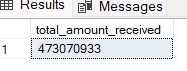 Results Messages
total_amount_received
1 473070933